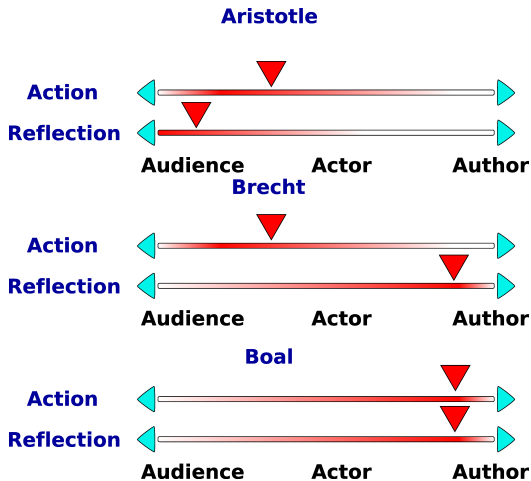 Aristotle
Action
Reflection
Audience Actor Author
Brecht
Action
Reflection
Audience Actor Author
Boal
Action
Reflection
Audience Actor Author